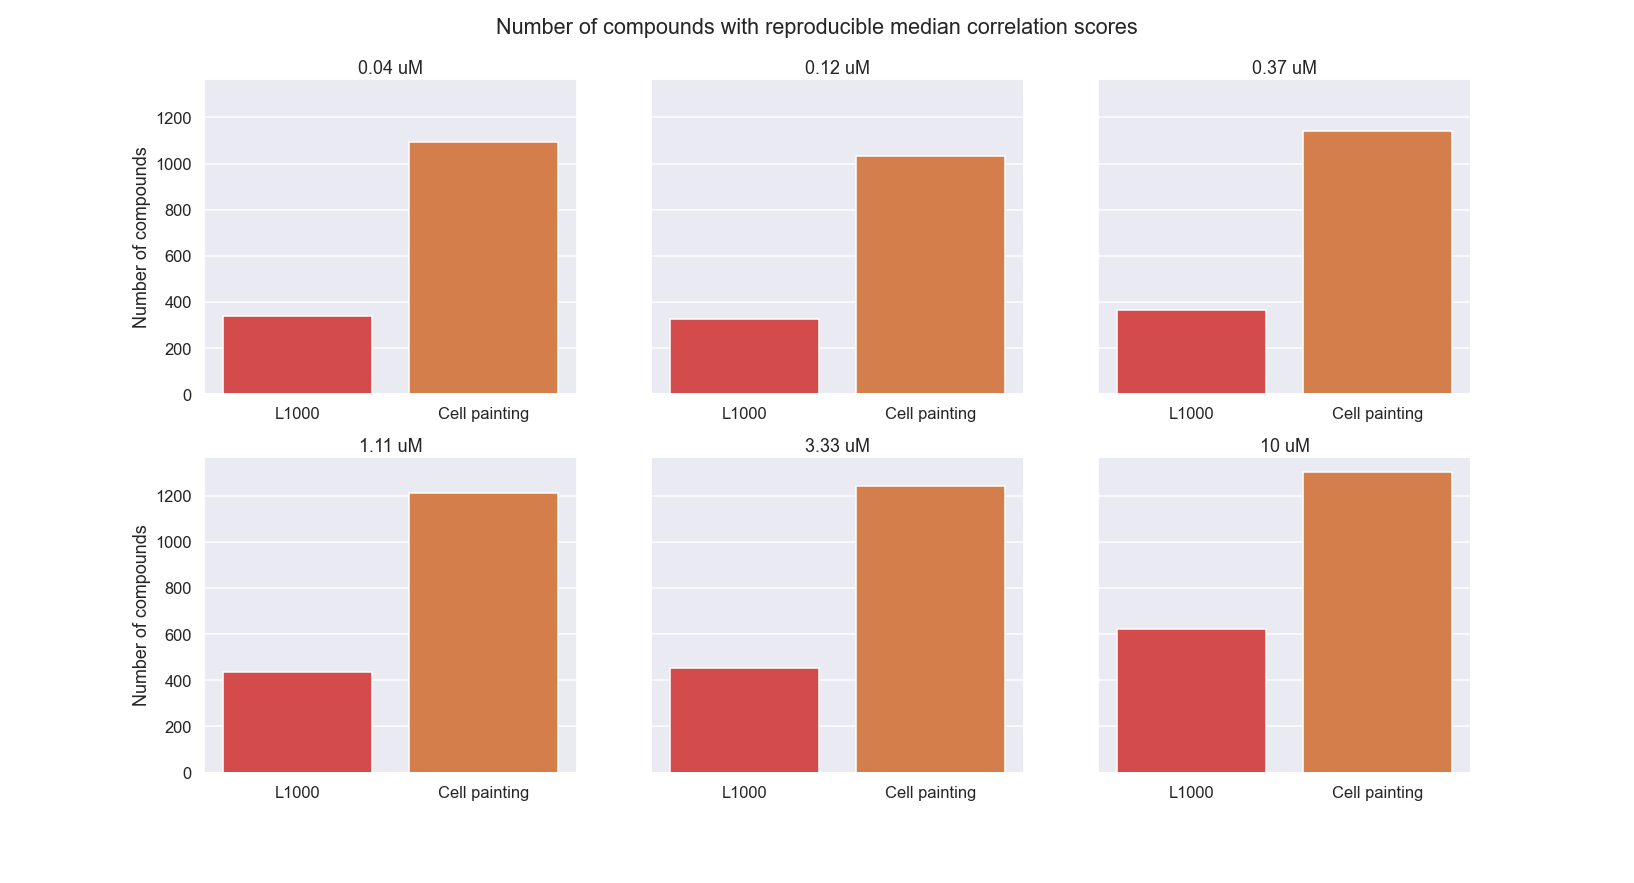 Number of compounds with reproducible median correlation scores
0.04 uM
0.12 uM
0.37 uM
Number of compounds
1200
1000
800
600
400
200
0
L1000 Cell painting
L1000 Cell painting
L1000 Cell painting
1.11 uM
3.33 uM
10 uM
Number of compounds
1200
1000
800
600
400
200
0
L1000 Cell painting
L1000 Cell painting
L1000 Cell painting